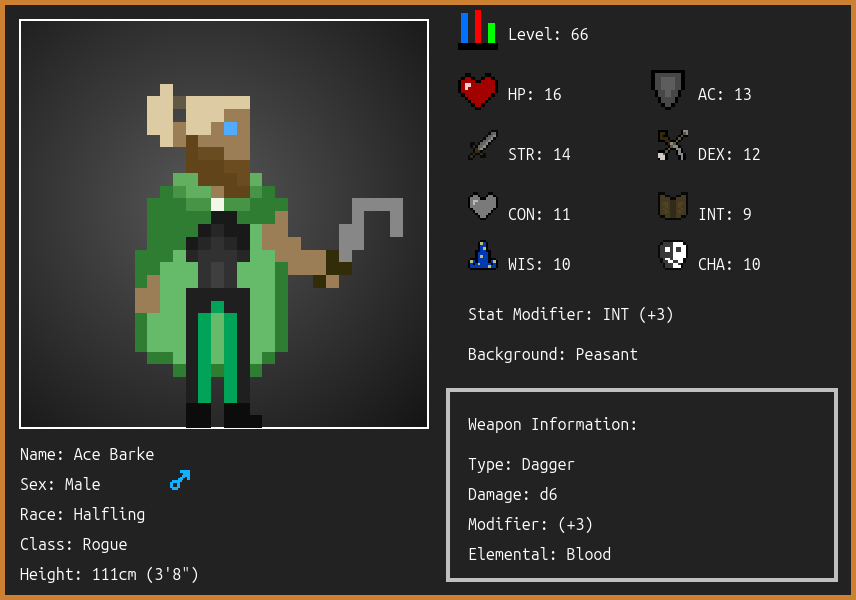 Level: 66
HP: 16
AC: 13
STR: 14
DEX: 12
CON: 11
INT: 9
WIS: 10
CHA: 10
Stat Modifier: INT (+3)
Background: Peasant
Weapon Information:
Type: Dagger
Damage: d6
Modifier: (+3)
Elemental: Blood
Name: Ace Barke
Sex: Male
Race: Halfling
Class: Rogue
Height: 111cm (3'8")